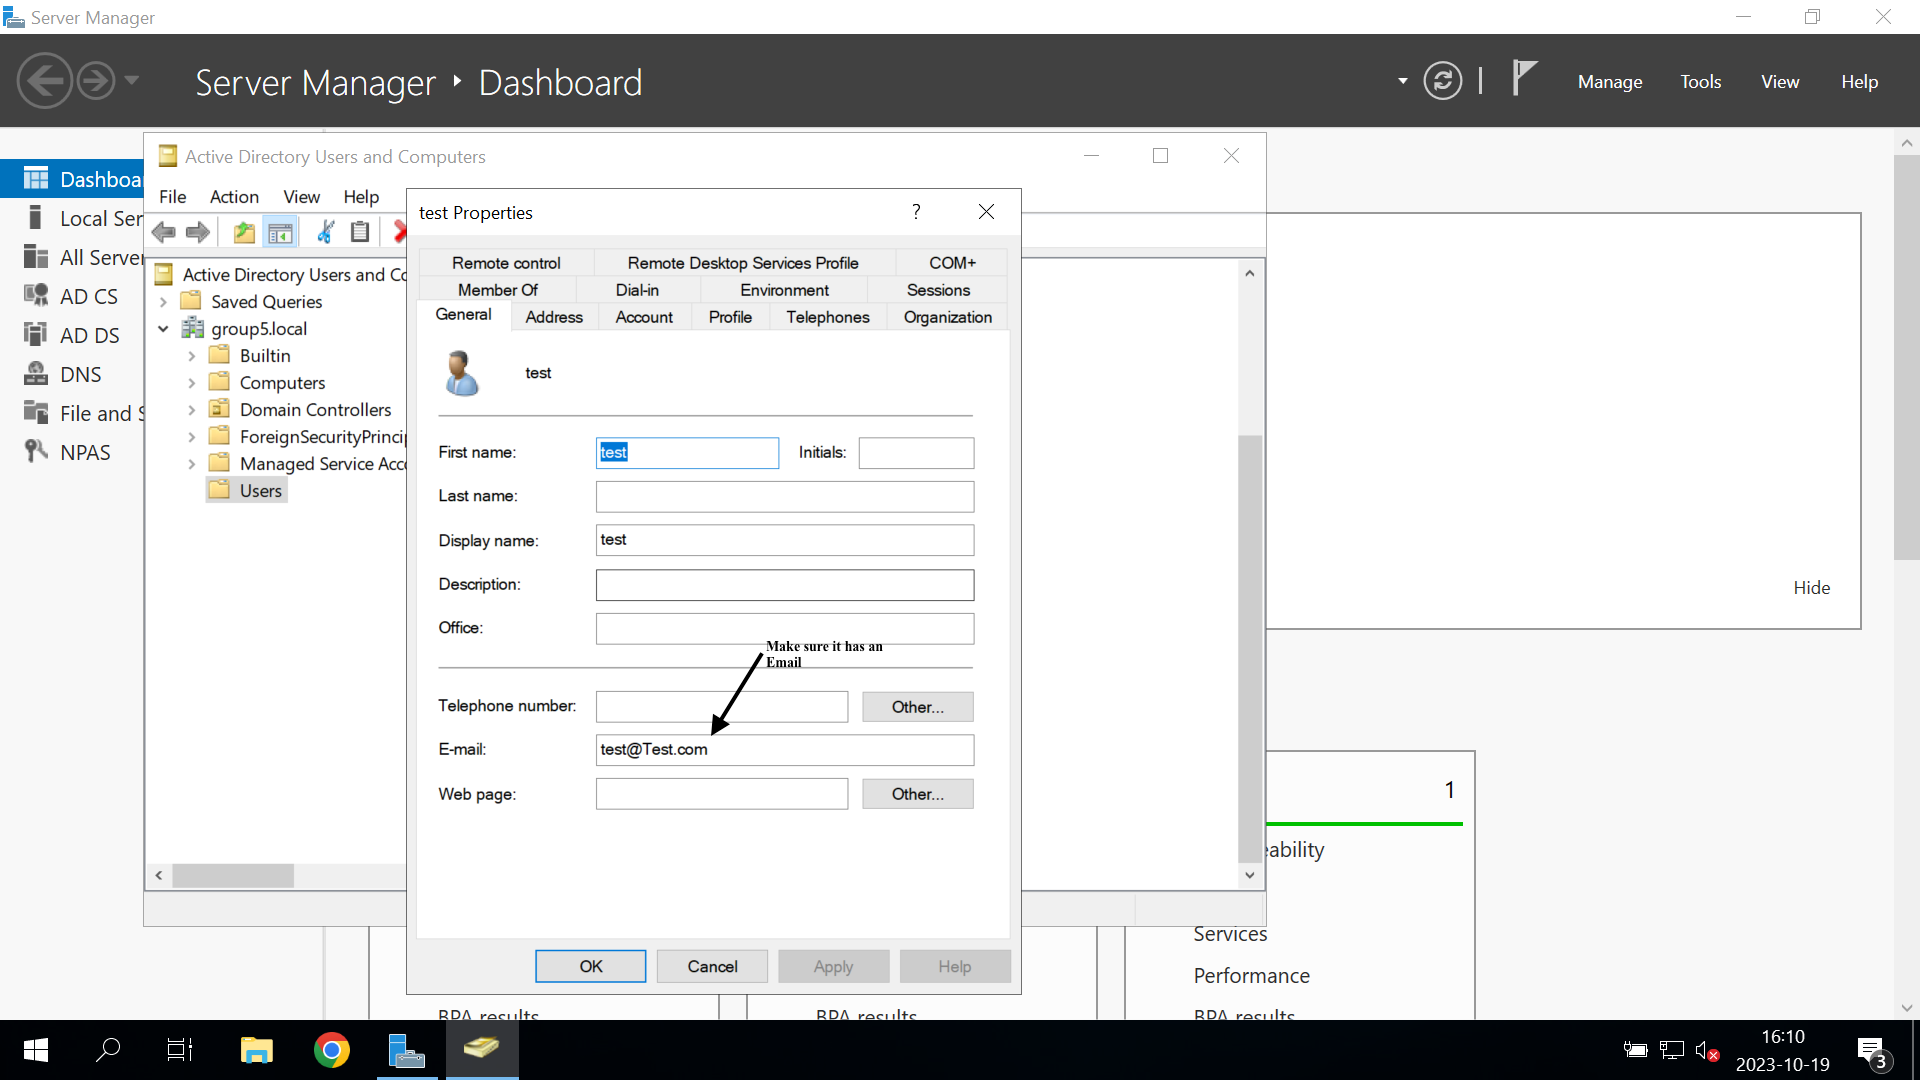 Server Manager
Server Manager ‣ Dashboard
Manage Tools View Help
Dashboa
Local Ser
All Server
AD CS
AD DS
DNS
File and S
NPAS
Active Directory Users and Computers
File Action View Help
Active Directory Users and Co
Saved Queries
group5.local
Builtin
Computers
Domain Controllers
ForeignSecurityPrincip
Managed Service Acco
Users
test Properties
?
Remote control Remote Desktop Services Profile COM+
Member Of Dial-in Environment Sessions
General Address Account Profile Telephones Organization
test
First name: test Initials:
Last name:
Display name: test
Description:
Office:
Make sure it has an
Email
Telephone number: Other...
E-mail: test@Test.com
Web page: Other...
OK Cancel Apply Help
Hide
1
eability
Services
Performance
BPA results BPA results BPA results
16:10
2023-10-19
3